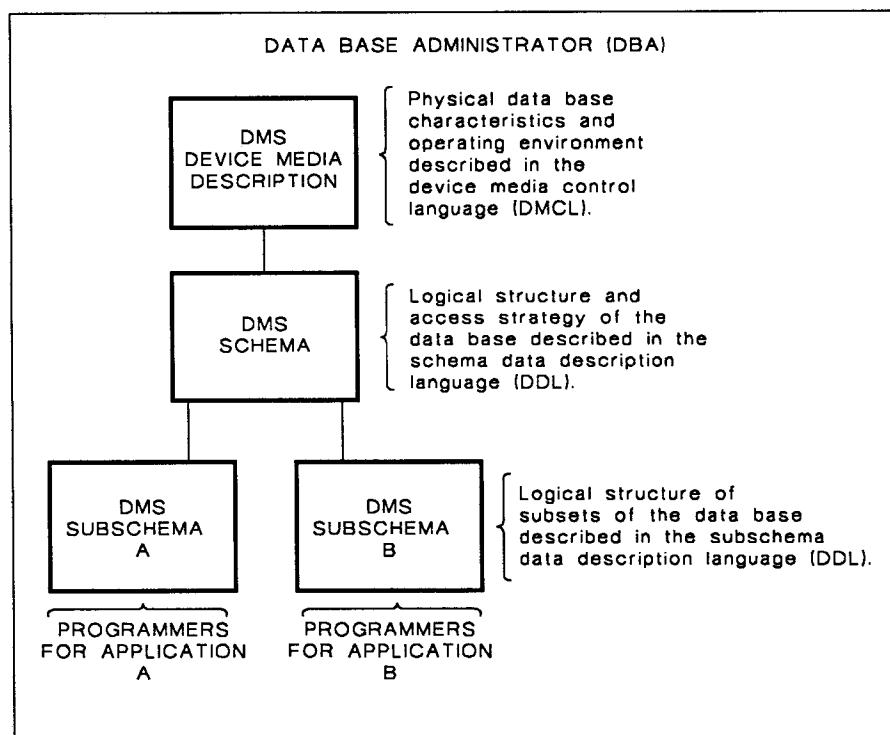 DATA BASE ADMINISTRATOR (DBA)
DMS
DEVICE MEDIA
DESCRIPTION
Physical data base
characteristics and
operating environment
described in the
device media control
language (DMCL).
DMS
SCHEMA
Logical structure and
access strategy of the
data base described in the
schema data description
language (DDL).
DMS
SUBSCHEMA
A
DMS
SUBSCHEMA
B
Logical structure of
subsets of the data base
described in the subschema
data description language (DDL).
PROGRAMMERS
FOR APPLICATION
A
PROGRAMMERS
FOR APPLICATION
B